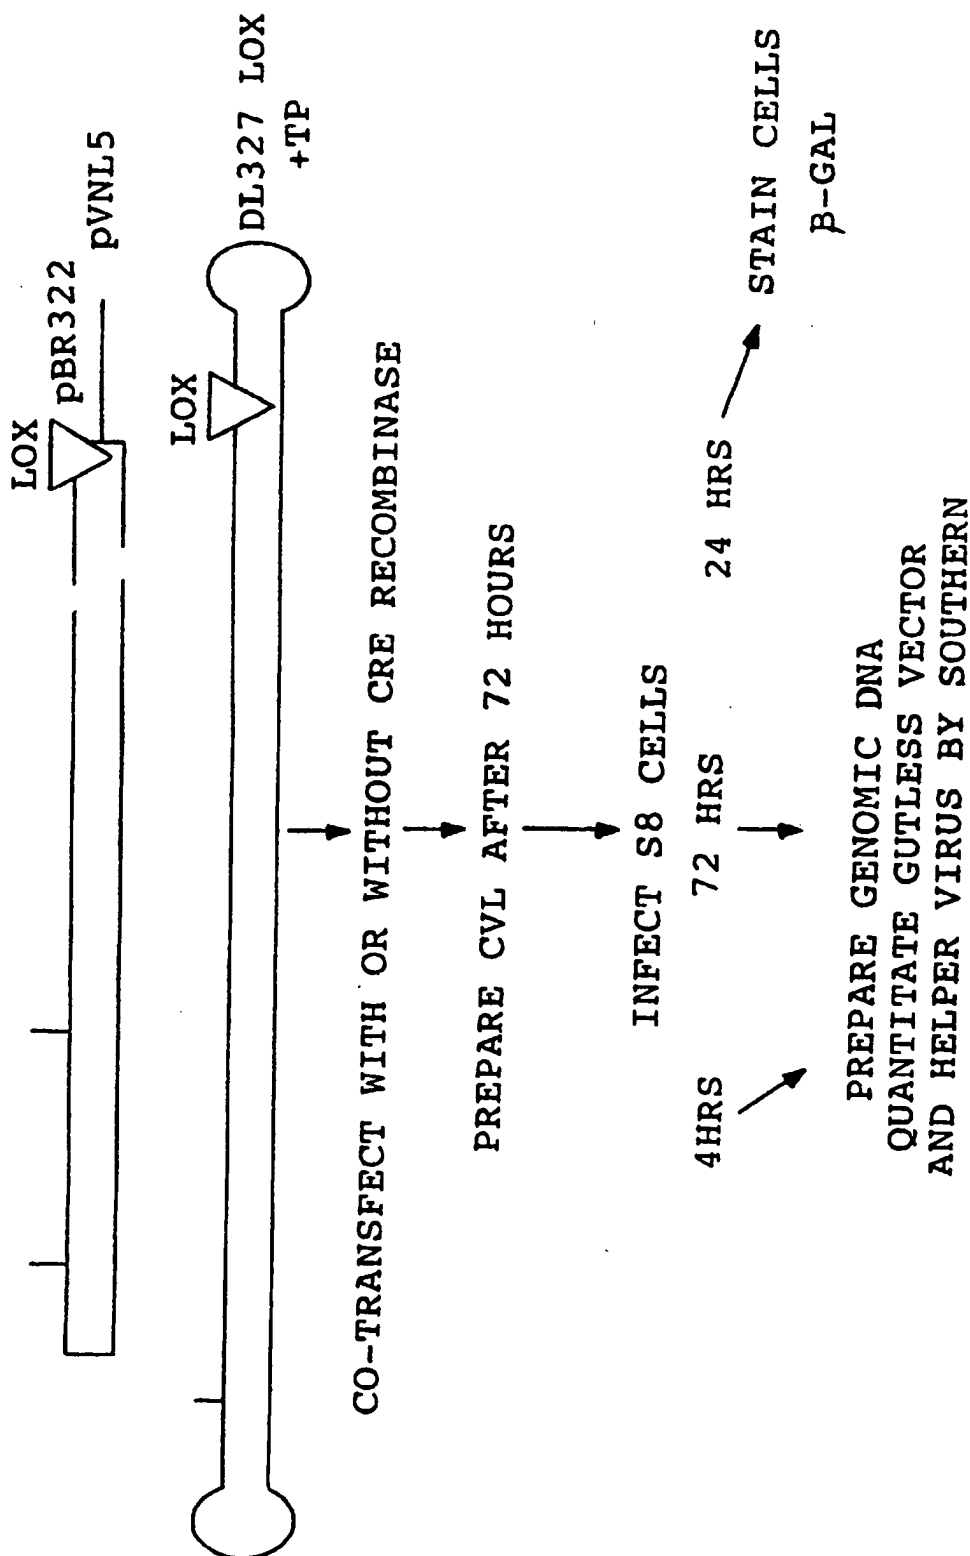 LOX
pBR322
pVNL5
LOX
DL327 LOX
+TP
CO-TRANSFECT WITH OR WITHOUT CRE RECOMBINASE
PREPARE CVL AFTER 72 HOURS
INFECT S8 CELLS
4HRS
72 HRS
24 HRS
STAIN CELLS
β-GAL
PREPARE GENOMIC DNA
QUANTITATE GUTLESS VECTOR
AND HELPER VIRUS BY SOUTHERN